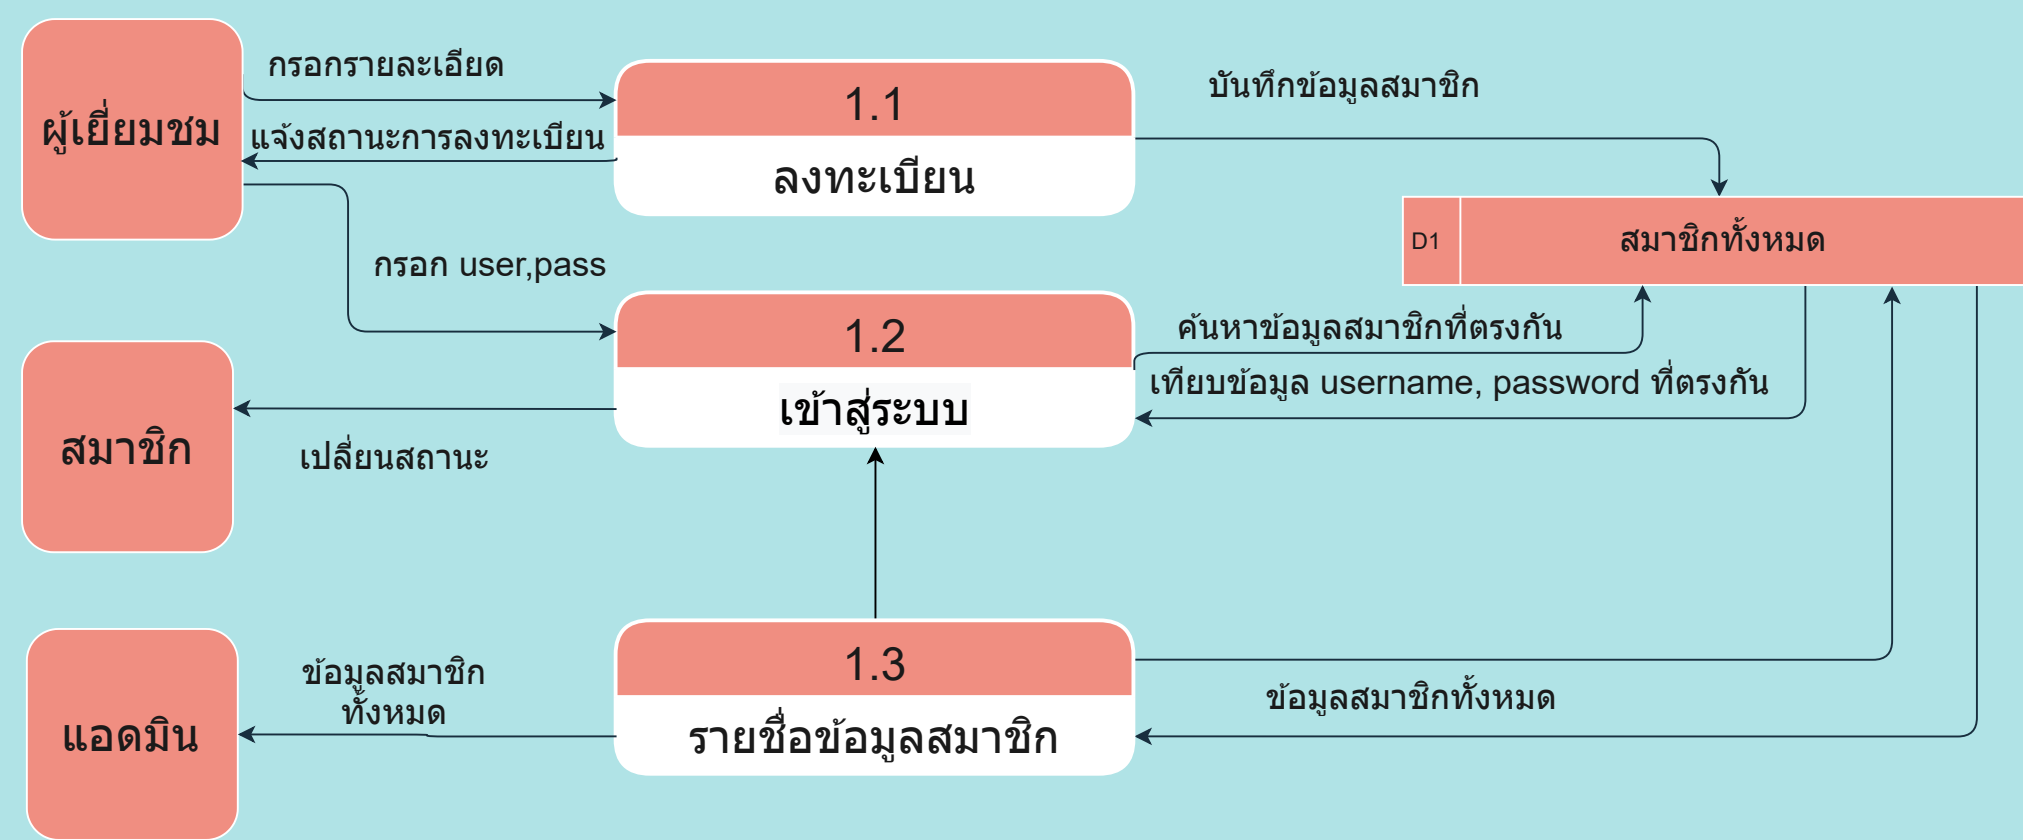 กรอกรายละเอียด
ผู้เยี่ยมชม
แจ้งสถานะการลงทะเบียน
1.1
ลงทะเบียน
บันทึกข้อมูลสมาชิก
D1
สมาชิกทั้งหมด
กรอก user,pass
1.2
เข้าสู่ระบบ
ค้นหาข้อมูลสมาชิกที่ตรงกัน
เทียบข้อมูล username, password ที่ตรงกัน
สมาชิก
เปลี่ยนสถานะ
แอดมิน
ข้อมูลสมาชิก
ทั้งหมด
1.3
รายชื่อข้อมูลสมาชิก
ข้อมูลสมาชิกทั้งหมด